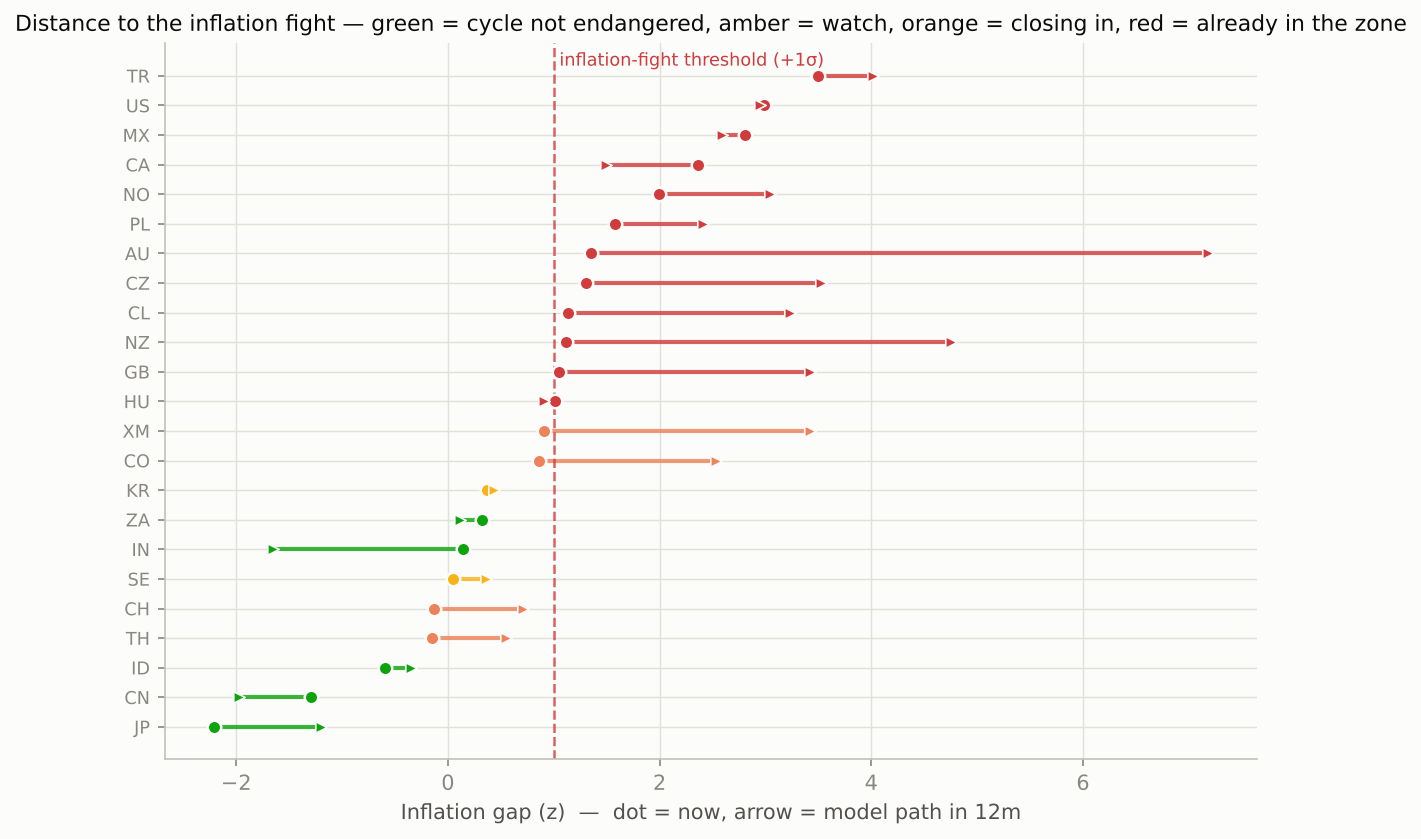 Distance to the inflation fight — green = cycle not endangered, amber = watch, orange = closing in, red = already in the zone
inflation-fight threshold (+1σ)
TR
US
MX
CA
NO
PL
AU
CZ
CL
NZ
GB
HU
XM
CO
KR
ZA
IN
SE
CH
TH
ID
CN
JP
−2 0 2 4 6
Inflation gap (z) — dot = now, arrow = model path in 12m